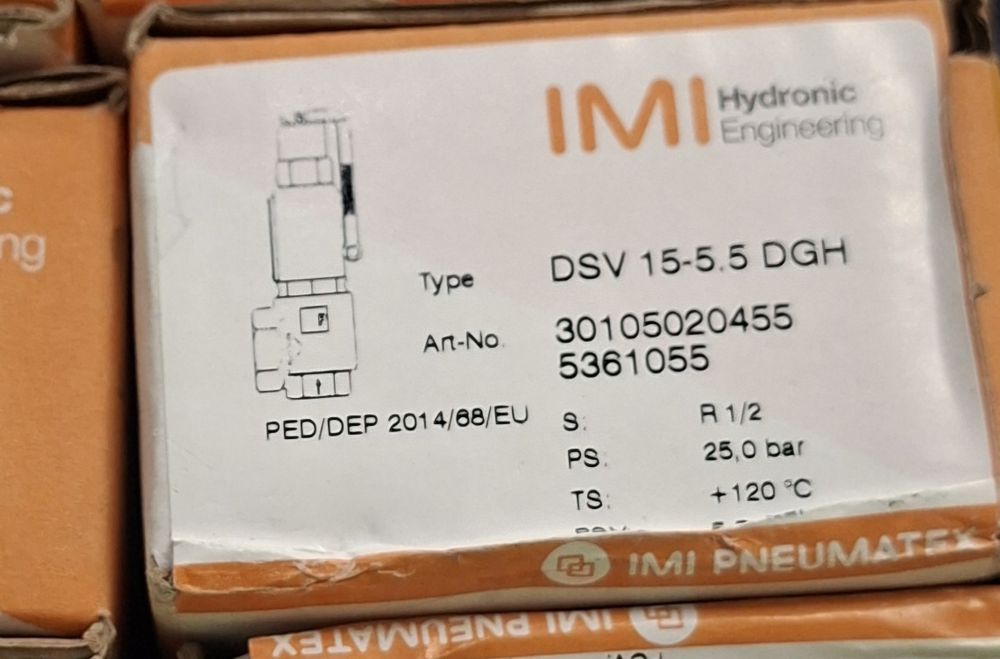 IMI Hydronic
Engineering
Type DSV 15-5.5 DGH
Art-No. 30105020455
5361055
PED/DEP 2014/68/EU
S: R 1/2
PS: 25,0 bar
TS: +120 °C
IMI PNEUMATEX
IMI PNEUMATEX
c
ng